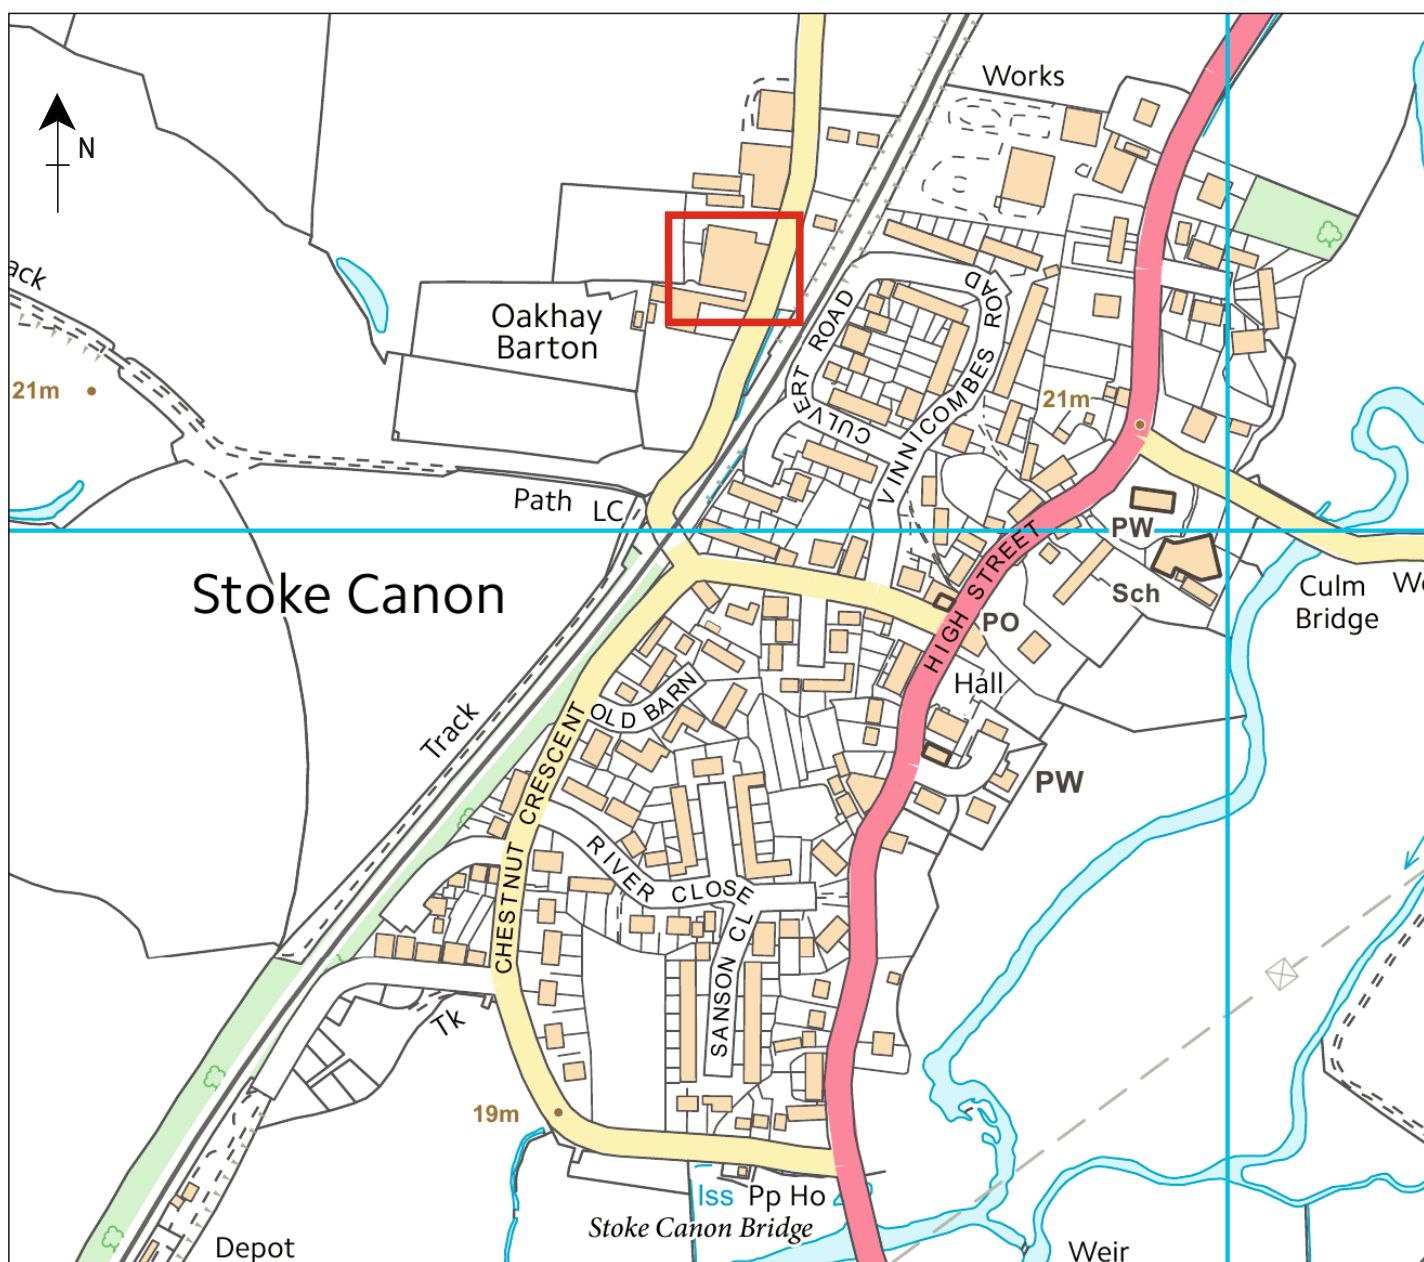 Works
N
ack
Oakhay
Barton
CULVERT ROAD
VINNICOMBES ROAD
21m
21m
Path
LC
PW
Stoke Canon
HIGH STREET
Sch
Culm
Bridge
We
PO
Hall
OLD BARN
Track
PW
CHESTNUT CRESCENT
RIVER CLOSE
SANSON CL
Tk
19m
Iss
Pp Ho
Stoke Canon Bridge
Depot
Weir